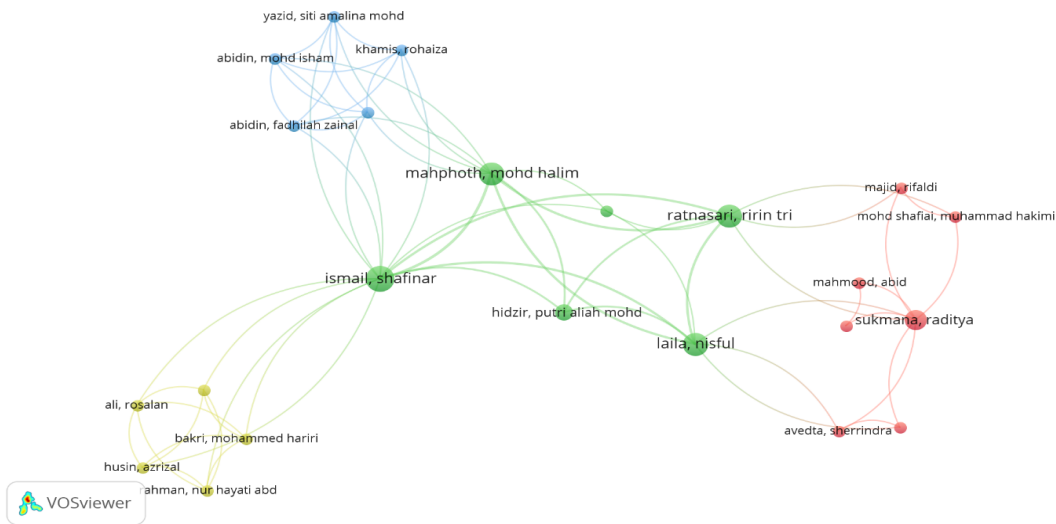 yazid, siti amalina mohd
khamis, rohaiza
abidin, mohd isham
abidin, fadhilah zainal
mahphoth, mohd halim
majid, rifaldi
ratnasari, ririn tri
mohd shafiai, muhammad hakimi
ismail, shafinar
mahmood, abid
hidzir, putri aliah mohd
sukmana, raditya
laila, nisful
ali, rosalan
avedta, sherrindra
bakri, mohammed hariri
husin, azrizal
rahman, nur hayati abd
VOSviewer